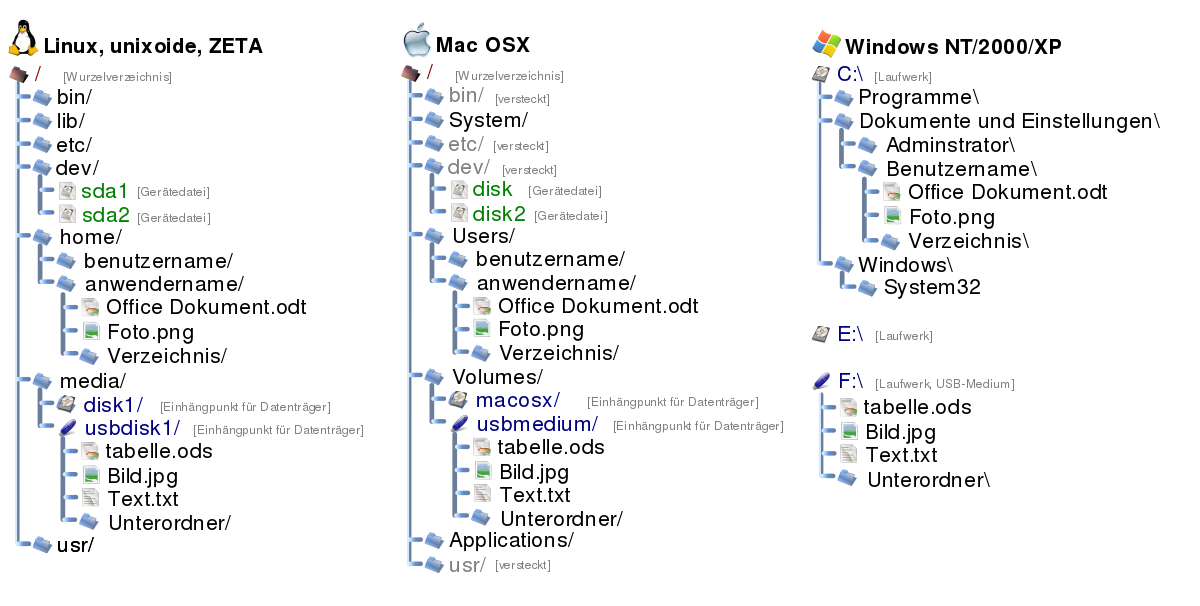 Linux, unixoide, ZETA
/ [Wurzelverzeichnis]
bin/
lib/
etc/
dev/
sda1 [Gerätedatei]
sda2 [Gerätedatei]
home/
benutzername/
anwendername/
Office Dokument.odt
Foto.png
Verzeichnis/
media/
disk1/ [Einhängpunkt für Datenträger]
usbdisk1/ [Einhängpunkt für Datenträger]
tabelle.ods
Bild.jpg
Text.txt
Unterordner/
usr/
Mac OSX
/ [Wurzelverzeichnis]
bin/ [versteckt]
System/
etc/ [versteckt]
dev/ [versteckt]
disk [Gerätedatei]
disk2 [Gerätedatei]
Users/
benutzername/
anwendername/
Office Dokument.odt
Foto.png
Verzeichnis/
Volumes/
macosx/ [Einhängpunkt für Datenträger]
usbmedium/ [Einhängpunkt für Datenträger]
tabelle.ods
Bild.jpg
Text.txt
Unterordner/
Applications/
usr/ [versteckt]
Windows NT/2000/XP
C:\ [Laufwerk]
Programme\
Dokumente und Einstellungen\
Adminstrator\
Benutzername\
Office Dokument.odt
Foto.png
Verzeichnis\
Windows\
System32
E:\ [Laufwerk]
F:\ [Laufwerk, USB-Medium]
tabelle.ods
Bild.jpg
Text.txt
Unterordner\